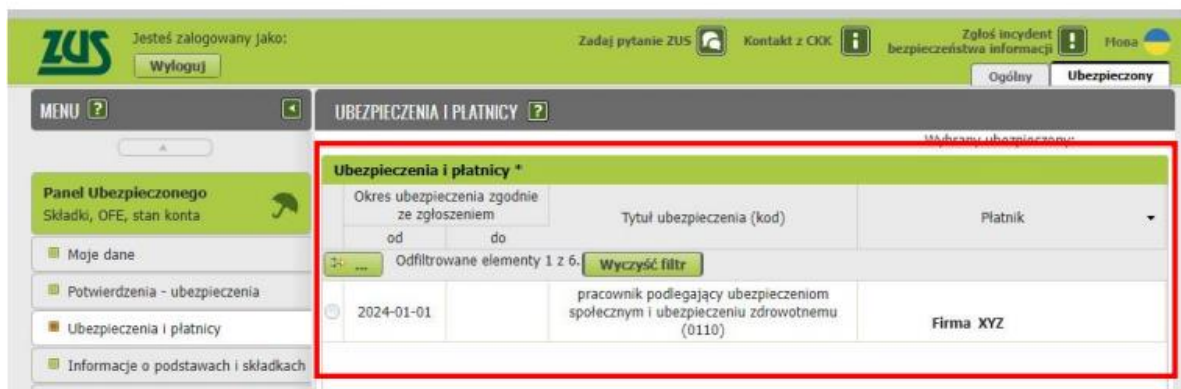 ZUS
Jesteś zalogowany jako:
Wyloguj
Zadaj pytanie ZUS
Kontakt z CKK
Zgłoś incydent
bezpieczeństwa informacji
Мова
Ogólny
Ubezpieczony
MENU ?
UBEZPIECZENIA I PŁATNICY ?
Wybrany ubezpieczony:
Panel Ubezpieczonego
Składki, OFE, stan konta
Moje dane
Potwierdzenia - ubezpieczenia
Ubezpieczenia i płatnicy
Informacje o podstawach i składkach
Ubezpieczenia i płatnicy *
Okres ubezpieczenia zgodnie
ze zgłoszeniem
od do
Tytuł ubezpieczenia (kod)
Płatnik
... Odfiltrowane elementy 1 z 6. Wyczyść filtr
2024-01-01
pracownik podlegający ubezpieczeniom
społecznym i ubezpieczeniu zdrowotnemu
(0110)
Firma XYZ